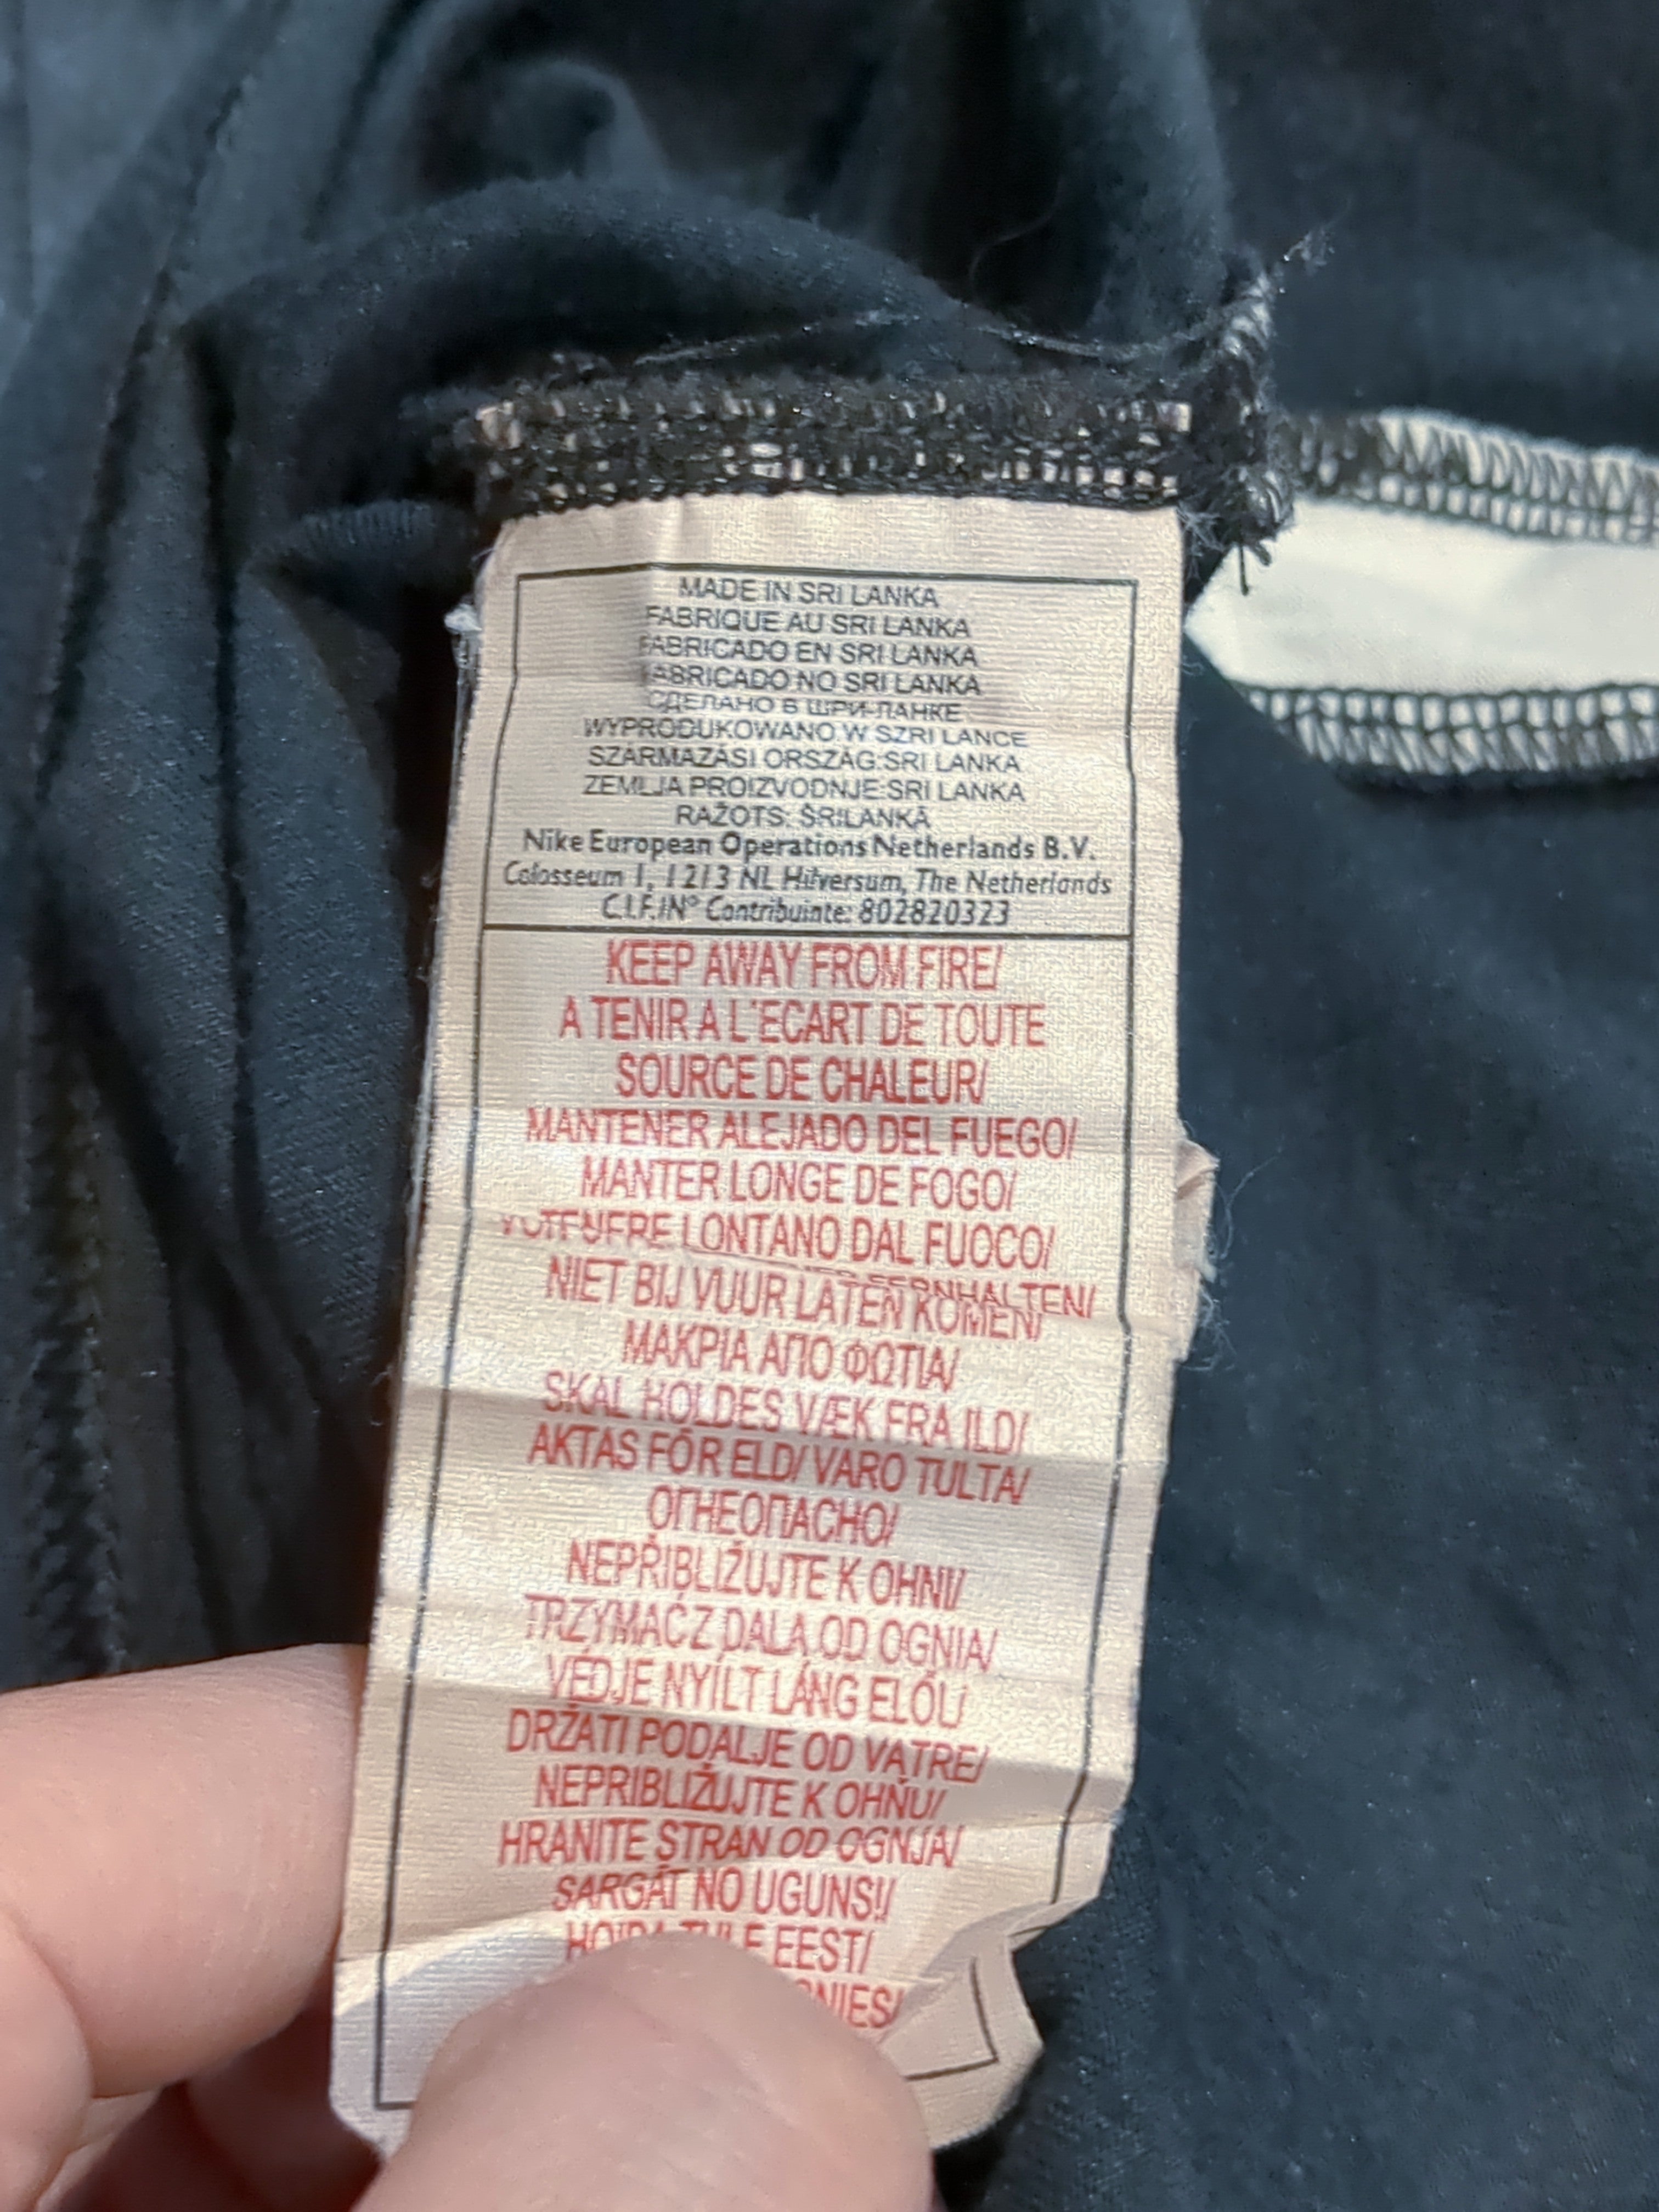 MADE IN SRI LANKA
FABRIQUE AU SRI LANKA
FABRICADO EN SRI LANKA
FABRICADO NO SRI LANKA
СДЕЛАНО В ШРИ-ЛАНКЕ
WYPRODUKOWANO W SZRI LANCE
SZÁRMAZÁSI ORSZÁG:SRI LANKA
ZEMLJA PROIZVODNJE:SRI LANKA
RAŽOTS: ŠRILANKĀ
Nike European Operations Netherlands B.V.
Colosseum 1, 1213 NL Hilversum, The Netherlands
C.I.F./N° Contribuinte: 802820323
KEEP AWAY FROM FIRE/
A TENIR A L'ECART DE TOUTE
SOURCE DE CHALEUR/
MANTENER ALEJADO DEL FUEGO/
MANTER LONGE DE FOGO/
LONTANO DAL FUOCO/
FERNHALTEN/
NIET BIJ VUUR LATEN KOMEN/
ΜΑΚΡΙΑ ΑΠΟ ΦΩΤΙΑ/
SKAL HOLDES VÆK FRA ILD/
AKTAS FÖR ELD/ VARO TULTA/
ОГНЕОПАСНО/
NEPŘIBLIŽUJTE K OHNI/
TRZYMAĆ Z DALA OD OGNIA/
VÉDJE NYÍLT LÁNG ELŐL/
DRŽATI PODALJE OD VATRE/
NEPRIBLIŽUJTE K OHŇU/
HRANITE STRAN OD OGNJA/
SARGĀT NO UGUNS!/
HOIDA TULE EEST/